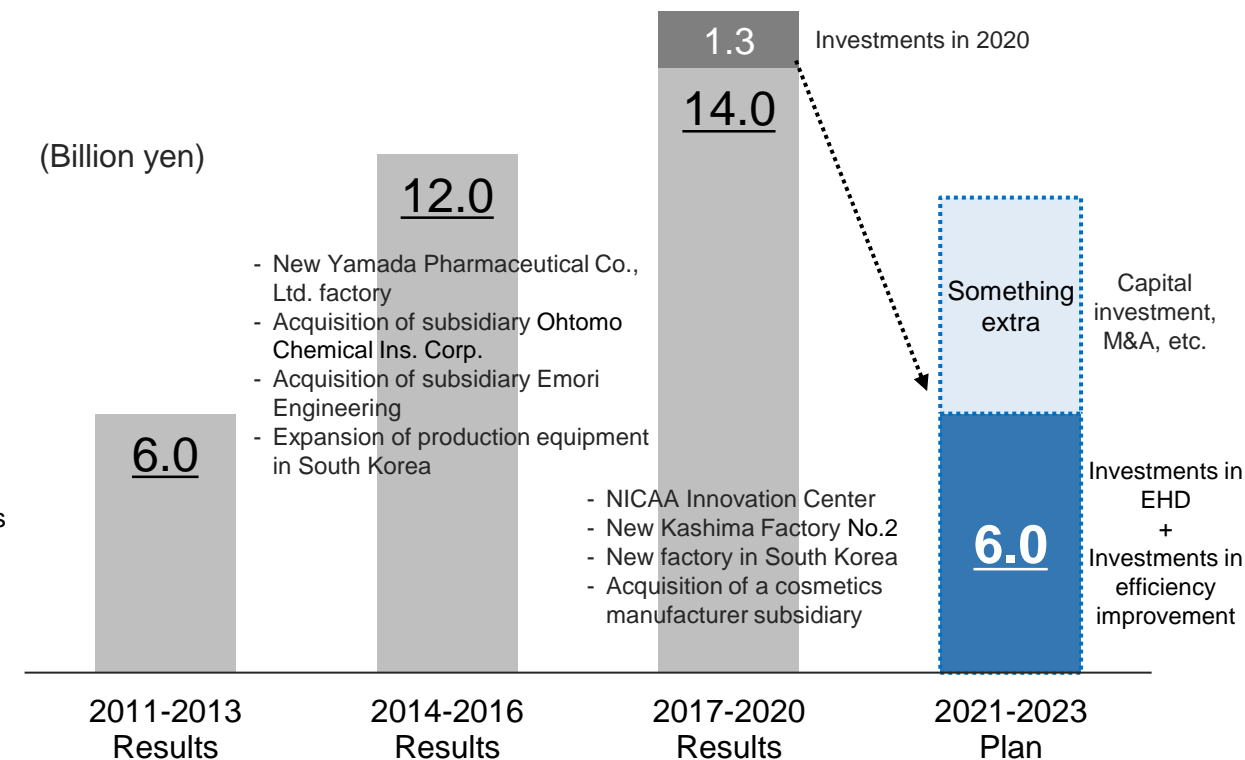 1.3
Investments in 2020
14.0
(Billion yen)
12.0
- New Yamada Pharmaceutical Co.,
Ltd. factory
- Acquisition of subsidiary Ohtomo
Chemical Ins. Corp.
- Acquisition of subsidiary Emori
Engineering
- Expansion of production equipment
in South Korea
6.0
- NICAA Innovation Center
- New Kashima Factory No.2
- New factory in South Korea
- Acquisition of a cosmetics
manufacturer subsidiary
Something
extra
Capital
investment,
M&A, etc.
6.0
Investments in
EHD
+
Investments in
efficiency
improvement
s
2011-2013
Results
2014-2016
Results
2017-2020
Results
2021-2023
Plan